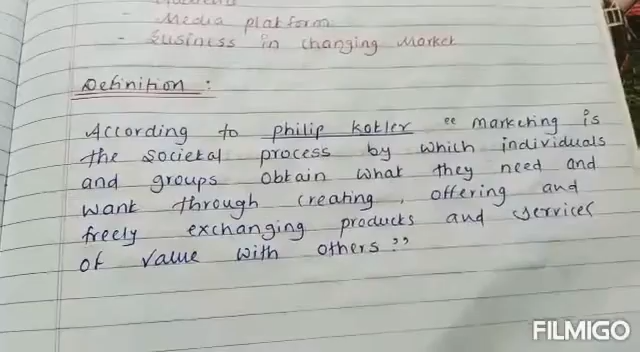 - Media platform
- Business in changing Market
Definition :
According to philip kotler " marketing is
the societal process by which individuals
and groups obtain what they need and
want through creating, offering and
freely exchanging products and services
of value with others"
FILMIGO